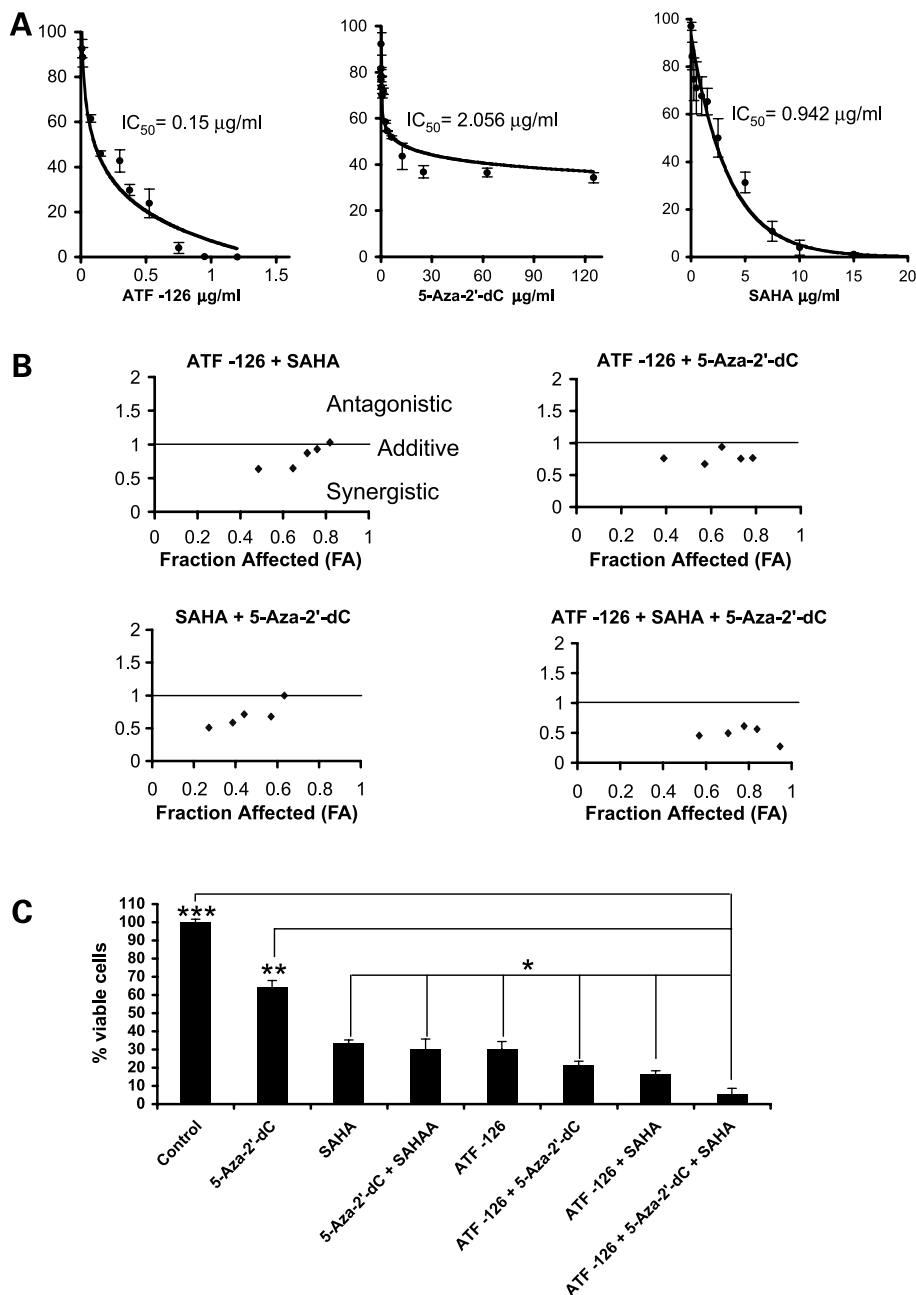 A
100
80
60
40
20
0
IC50= 0.15 μg/ml
0 0.5 1 1.5
ATF -126 μg/ml
100
80
60
40
20
0
IC50= 2.056 μg/ml
0 30 60 90 120
5-Aza-2'-dC μg/ml
100
80
60
40
20
0
IC50= 0.942 μg/ml
0 5 10 15 20
SAHA μg/ml
B
ATF -126 + SAHA
2
1.5
1
0.5
0
Antagonistic
Additive
Synergistic
0 0.2 0.4 0.6 0.8 1
Fraction Affected (FA)
ATF -126 + 5-Aza-2'-dC
2
1.5
1
0.5
0
0 0.2 0.4 0.6 0.8 1
Fraction Affected (FA)
SAHA + 5-Aza-2'-dC
2
1.5
1
0.5
0
0 0.2 0.4 0.6 0.8 1
Fraction Affected (FA)
ATF -126 + SAHA + 5-Aza-2'-dC
2
1.5
1
0.5
0
0 0.2 0.4 0.6 0.8 1
Fraction Affected (FA)
C
% viable cells
110
100
90
80
70
60
50
40
30
20
10
0
***
**
*
Control
5-Aza-2'-dC
SAHA
5-Aza-2'-dC + SAHAA
ATF -126
ATF -126 + 5-Aza-2'-dC
ATF -126 + SAHA
ATF -126 + 5-Aza-2'-dC + SAHA